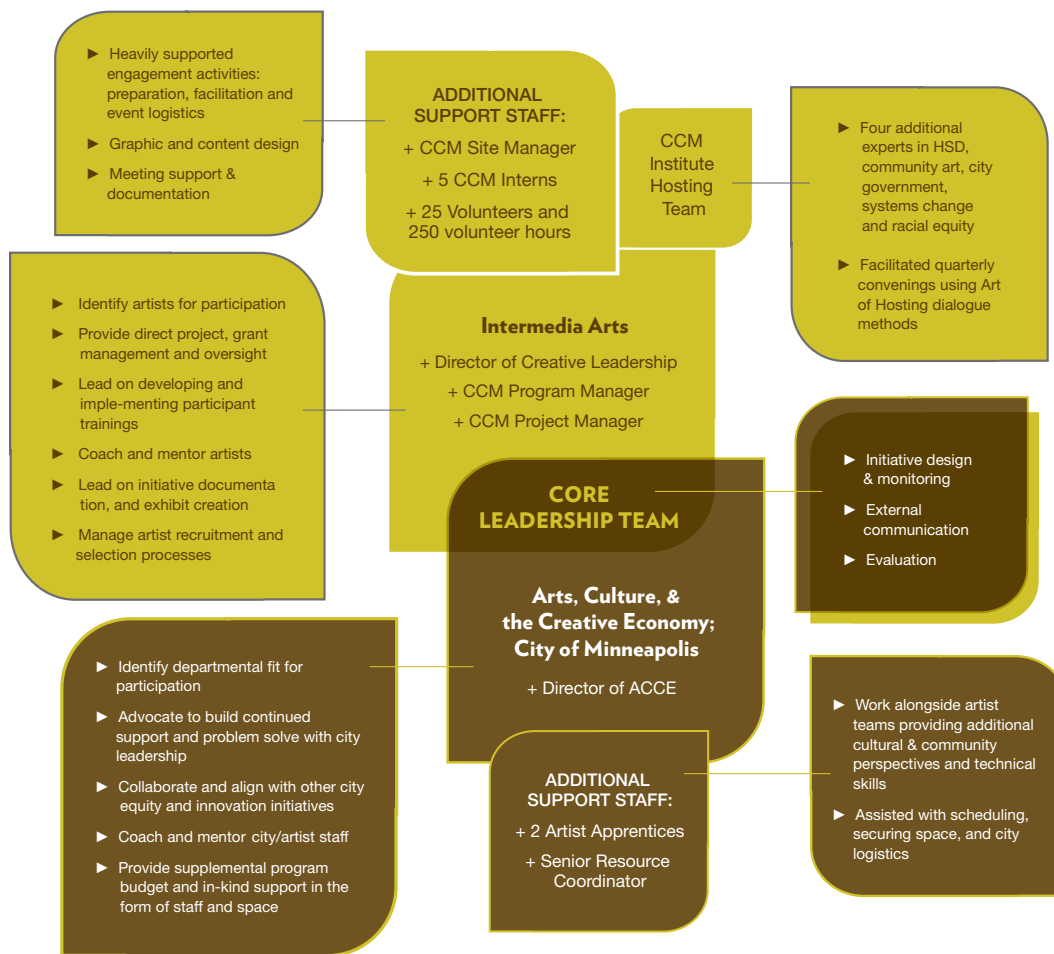 ► Heavily supported
engagement activities:
preparation, facilitation and
event logistics
► Graphic and content design
► Meeting support &
documentation
ADDITIONAL
SUPPORT STAFF:
+ CCM Site Manager
+ 5 CCM Interns
+ 25 Volunteers and
250 volunteer hours
CCM
Institute
Hosting
Team
► Four additional
experts in HSD,
community art, city
government,
systems change
and racial equity
► Facilitated quarterly
convenings using Art
of Hosting dialogue
methods
► Identify artists for participation
► Provide direct project, grant
management and oversight
► Lead on developing and
imple-menting participant
trainings
► Coach and mentor artists
► Lead on initiative documenta
tion, and exhibit creation
► Manage artist recruitment and
selection processes
Intermedia Arts
+ Director of Creative Leadership
+ CCM Program Manager
+ CCM Project Manager
CORE
LEADERSHIP TEAM
► Initiative design
& monitoring
► External
communication
► Evaluation
Arts, Culture, &
the Creative Economy;
City of Minneapolis
+ Director of ACCE
► Identify departmental fit for
participation
► Advocate to build continued
support and problem solve with city
leadership
► Collaborate and align with other city
equity and innovation initiatives
► Coach and mentor city/artist staff
► Provide supplemental program
budget and in-kind support in the
form of staff and space
ADDITIONAL
SUPPORT STAFF:
+ 2 Artist Apprentices
+ Senior Resource
Coordinator
► Work alongside artist
teams providing additional
cultural & community
perspectives and technical
skills
► Assisted with scheduling,
securing space, and city
logistics